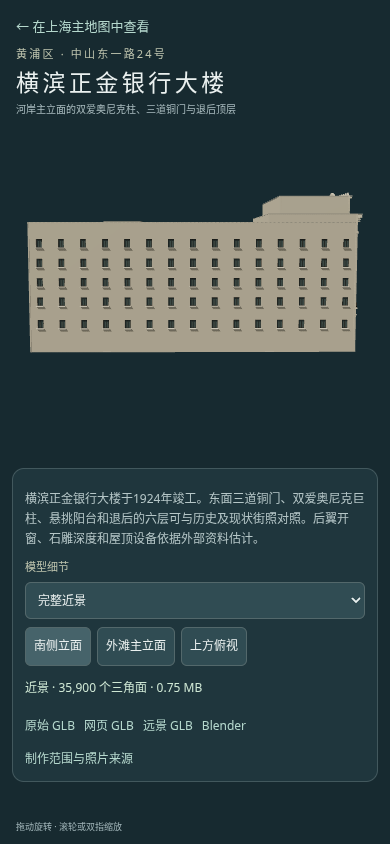 ← 在上海主地图中查看
黄浦区 · 中山东一路24号
横滨正金银行大楼
河岸主立面的双爱奥尼克柱、三道铜门与退后顶层
横滨正金银行大楼于1924年竣工。东面三道铜门、双爱奥尼克巨
柱、悬挑阳台和退后的六层可与历史及现状街照对照。后翼开
窗、石雕深度和屋顶设备依据外部资料估计。
模型细节
完整近景
南侧立面 外滩主立面 上方俯视
近景 · 35,900 个三角面 · 0.75 MB
原始 GLB 网页 GLB 远景 GLB Blender
制作范围与照片来源
拖动旋转 · 滚轮或双指缩放